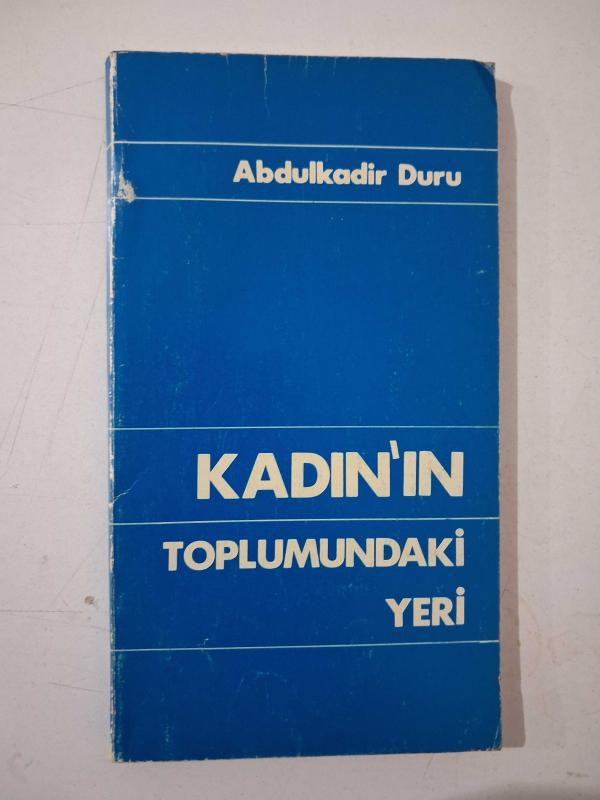 Abdulkadir Duru
KADIN'IN
TOPLUMUNDAKİ
YERİ